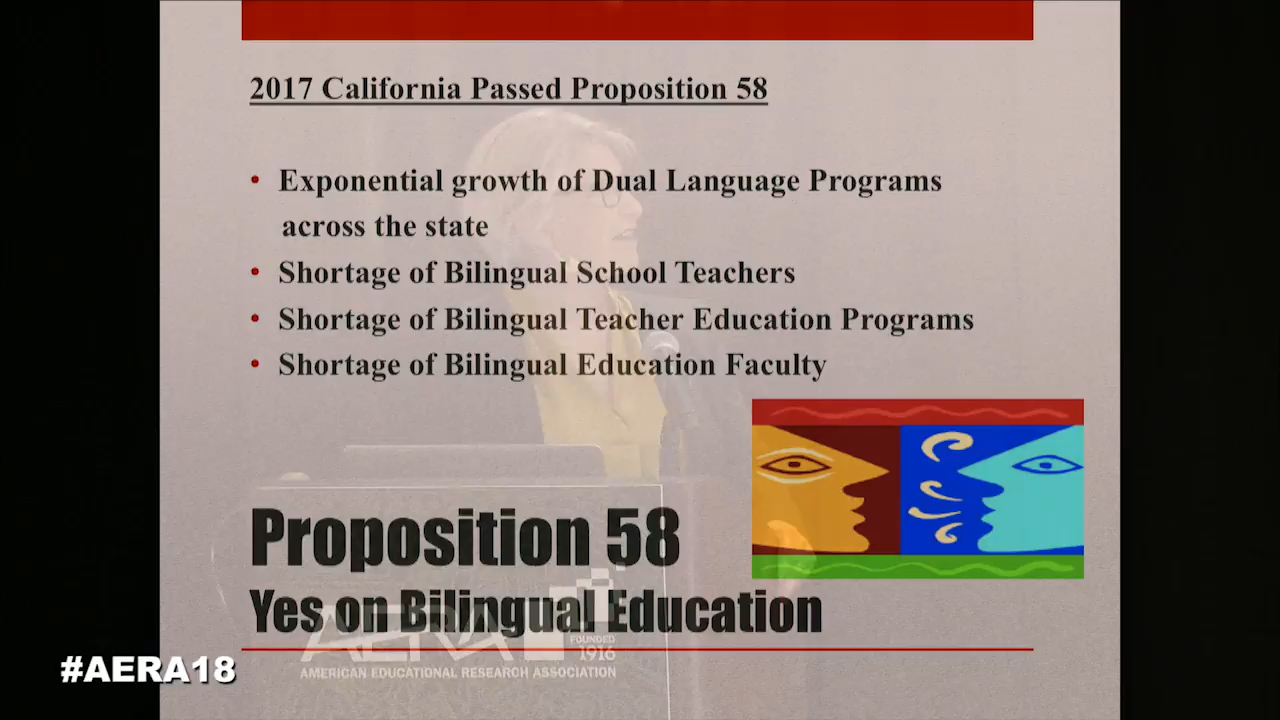 2017 California Passed Proposition 58
• Exponential growth of Dual Language Programs
across the state
• Shortage of Bilingual School Teachers
• Shortage of Bilingual Teacher Education Programs
• Shortage of Bilingual Education Faculty
Proposition 58
Yes on Bilingual Education
AERA
FOUNDED
1916
AMERICAN EDUCATIONAL RESEARCH ASSOCIATION
#AERA18